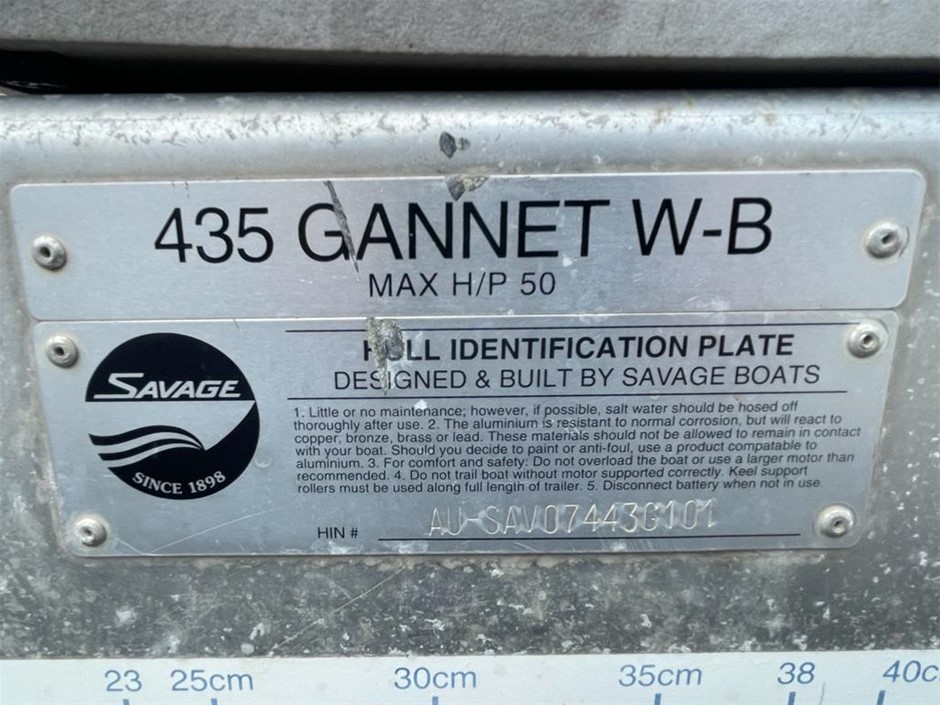 435 GANNET W-B
MAX H/P 50
SAVAGE
SINCE 1898
HULL IDENTIFICATION PLATE
DESIGNED & BUILT BY SAVAGE BOATS
1. Little or no maintenance; however, if possible, salt water should be hosed off
thoroughly after use. 2. The aluminium is resistant to normal corrosion, but will react to
copper, bronze, brass or lead. These materials should not be allowed to remain in contact
with your boat. Should you decide to paint or anti-foul, use a product compatable to
aluminium. 3. For comfort and safety: Do not overload the boat or use a larger motor than
recommended. 4. Do not trail boat without motor supported correctly. Keel support
rollers must be used along full length of trailer. 5. Disconnect battery when not in use.
HIN # AU-SAV07443G101
23 25cm 30cm 35cm 38 40c